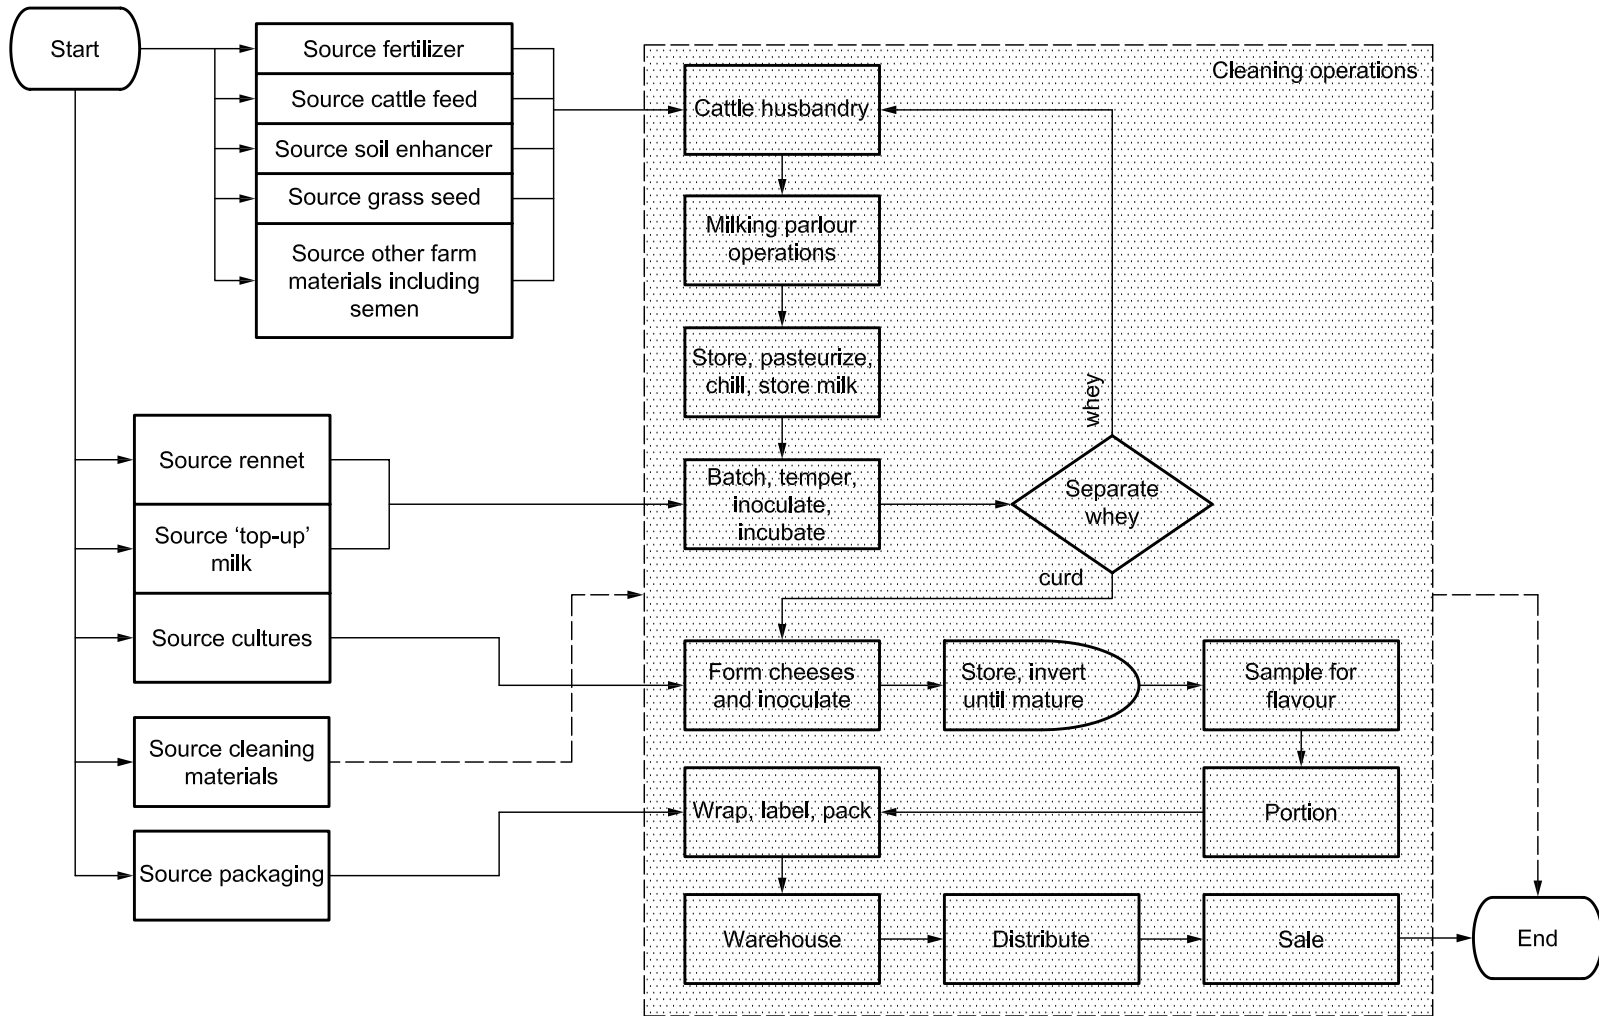 Start
Source fertilizer
Source cattle feed
Source soil enhancer
Source grass seed
Source other farm
materials including
semen
Cleaning operations
Cattle husbandry
Milking parlour
operations
Store, pasteurize,
chill, store milk
whey
Source rennet
Source ‘top-up’
milk
Source cultures
Batch, temper,
inoculate,
incubate
Separate
whey
curd
Form cheeses
and inoculate
Store, invert
until mature
Sample for
flavour
Source cleaning
materials
Wrap, label, pack
Portion
Source packaging
Warehouse
Distribute
Sale
End